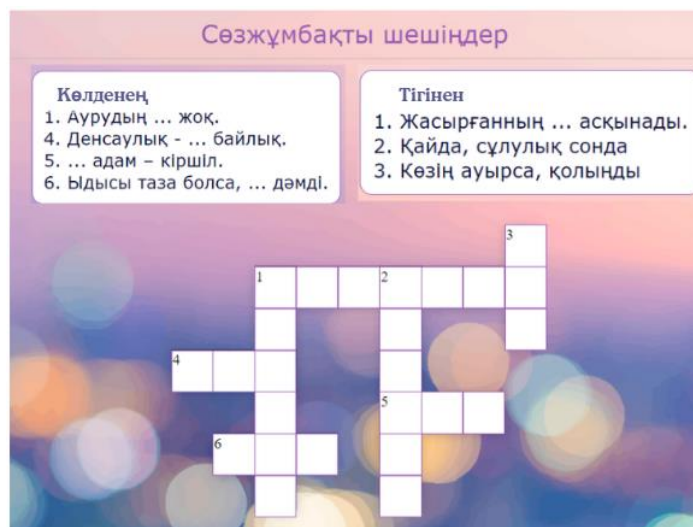 Сөзжұмбақты шешіңдер
Көлденең
1. Аурудың ... жоқ.
4. Денсаулық - ... байлық.
5. ... адам – кіршіл.
6. Ыдысы таза болса, ... дәмді.
Тігінен
1. Жасырғанның ... асқынады.
2. Қайда, сұлулық сонда
3. Көзің ауырса, қолыңды
3
1
2
4
5
6